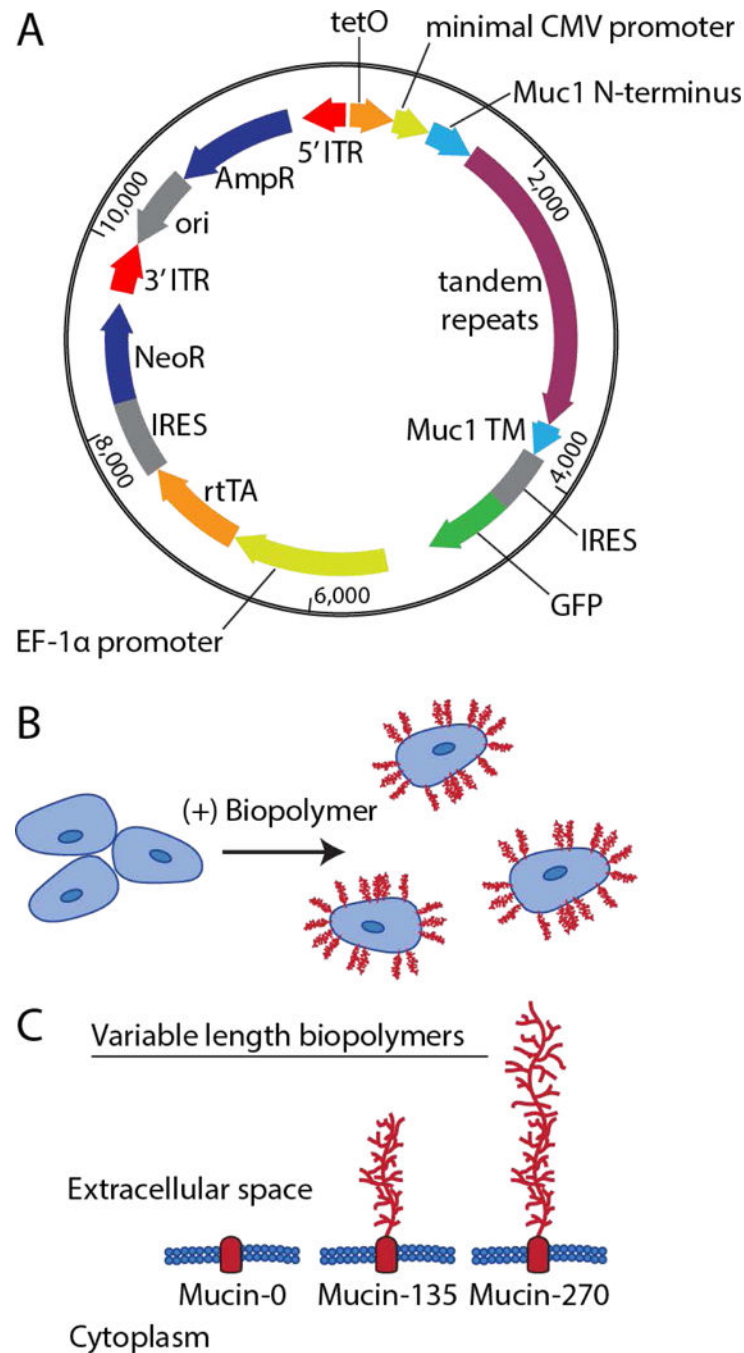 A
tetO
minimal CMV promoter
Muc1 N-terminus
5′ ITR
AmpR
10,000
2,000
ori
3′ ITR
tandem
repeats
NeoR
Muc1 TM
IRES
8,000
4,000
rtTA
IRES
6,000
GFP
EF-1α promoter
B
(+) Biopolymer
C
Variable length biopolymers
Extracellular space
Mucin-0 Mucin-135 Mucin-270
Cytoplasm